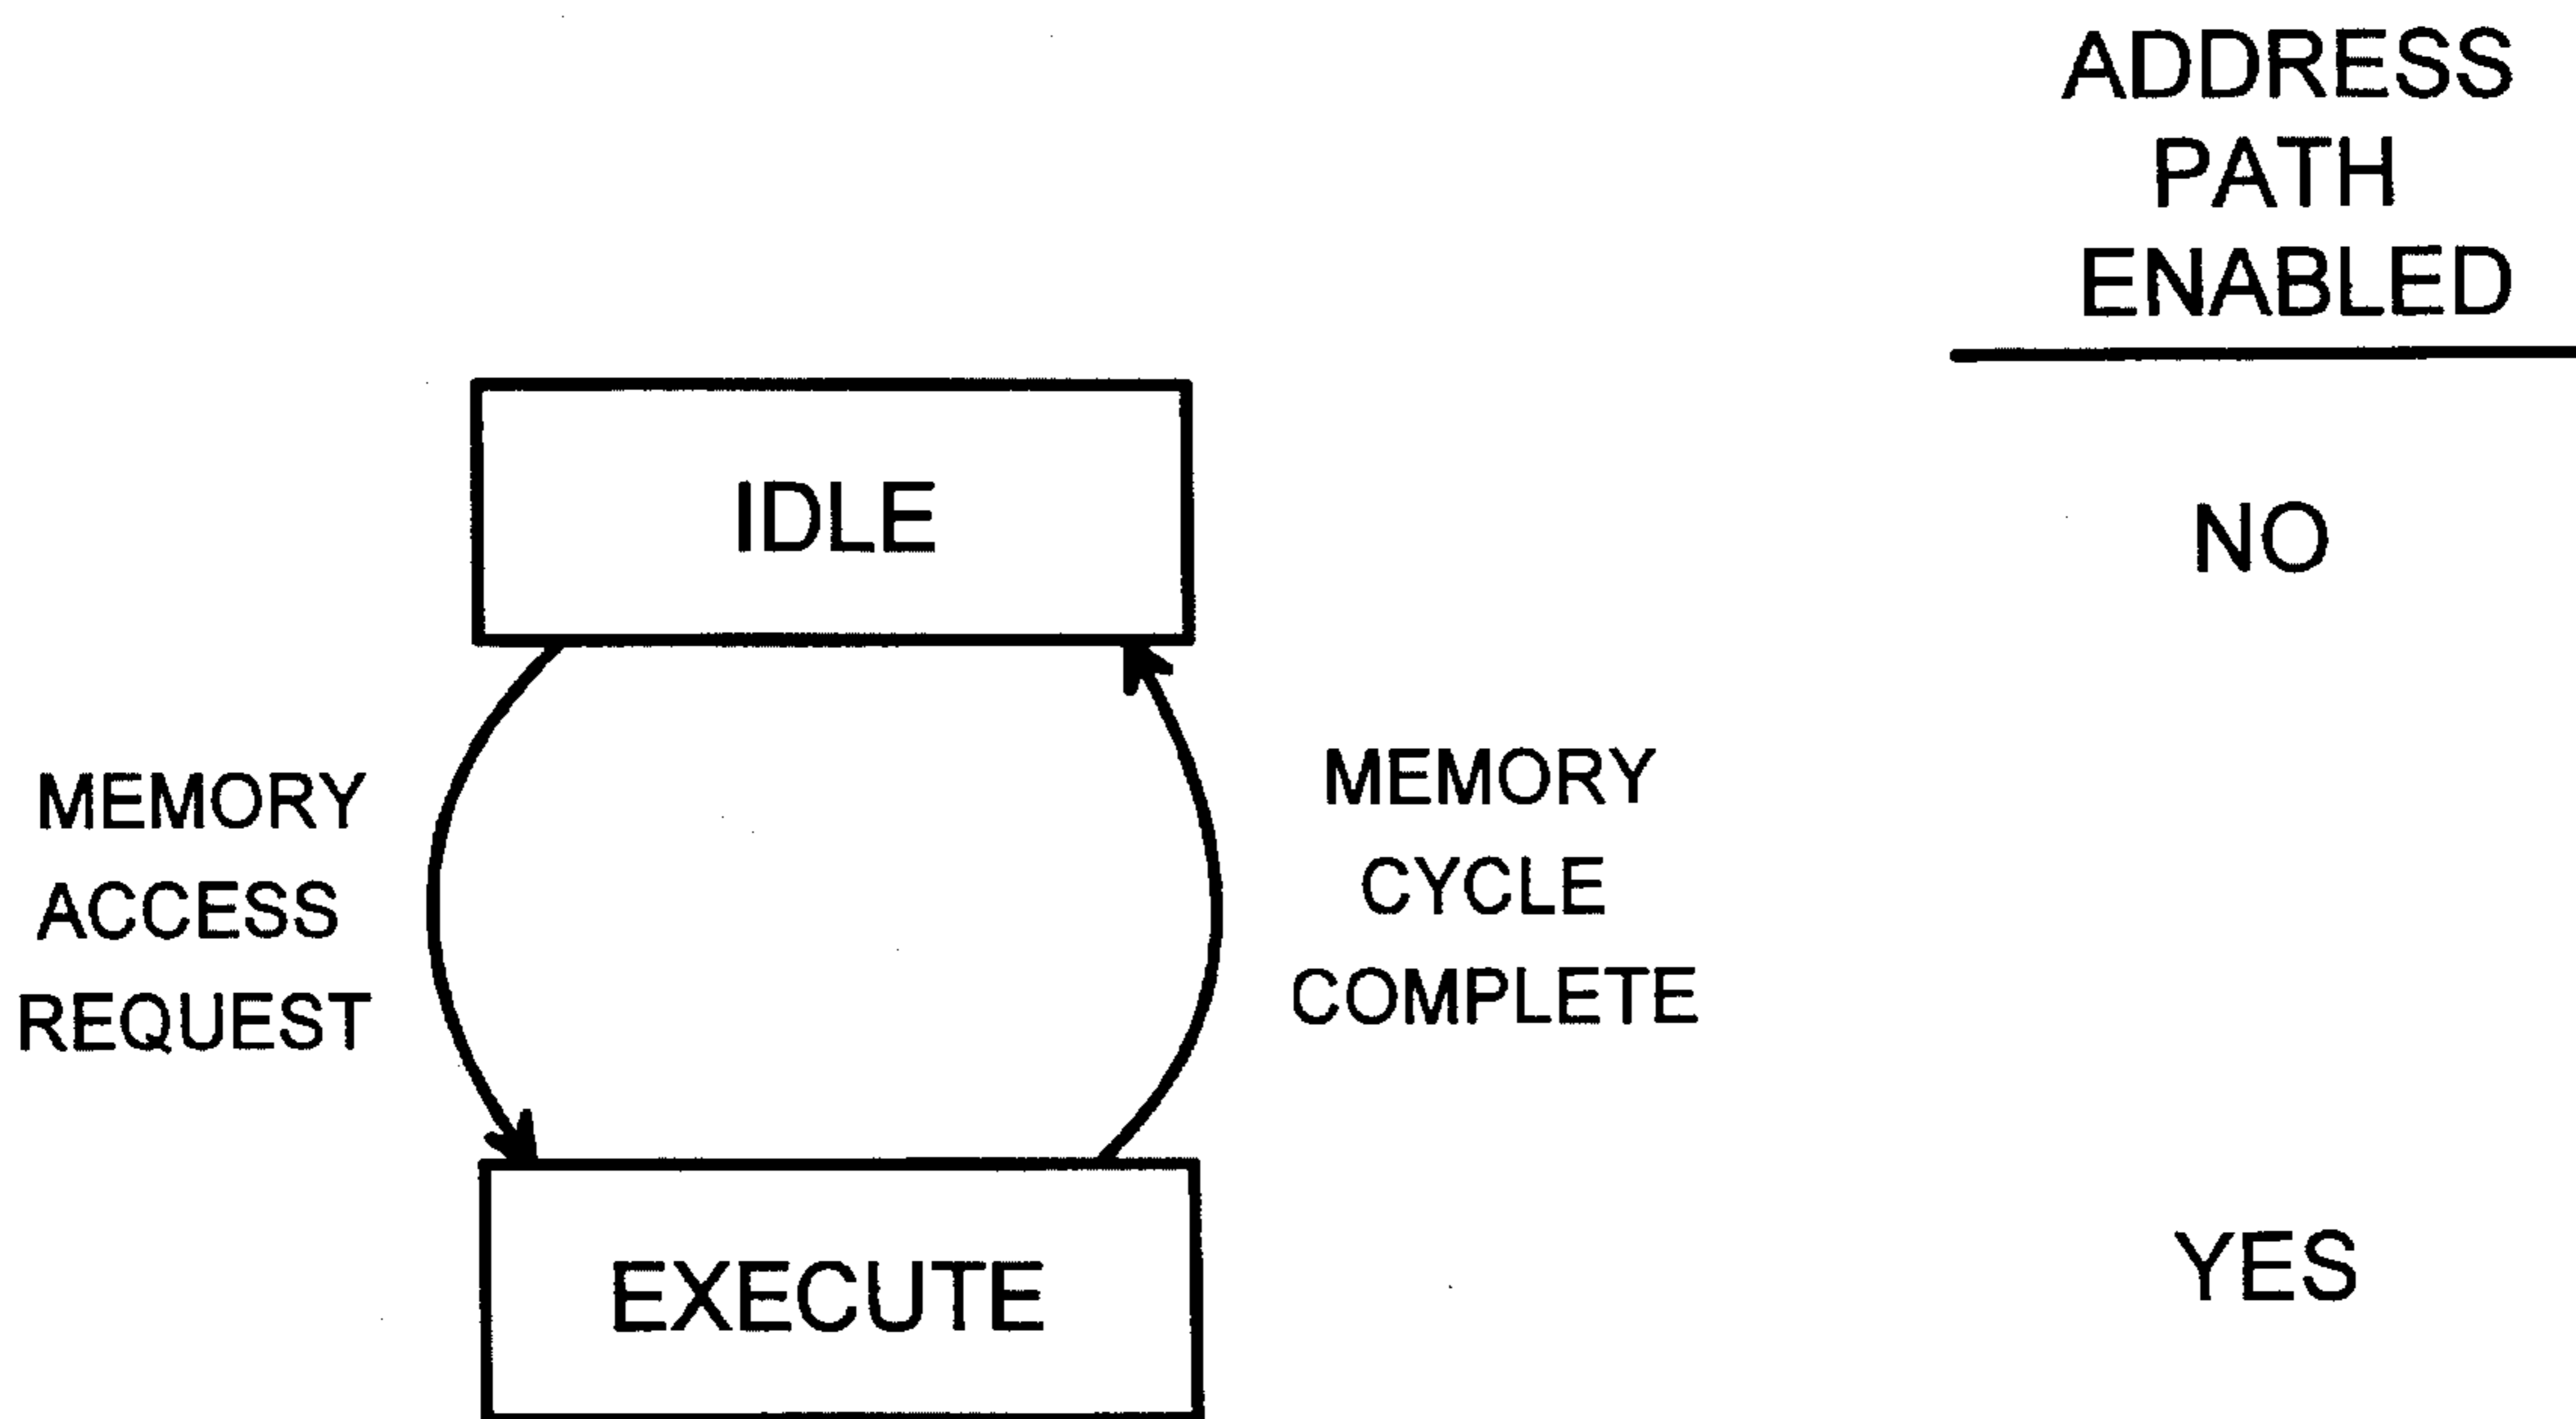 ADDRESS
PATH
ENABLED
IDLE
NO
MEMORY
ACCESS
REQUEST
MEMORY
CYCLE
COMPLETE
EXECUTE
YES